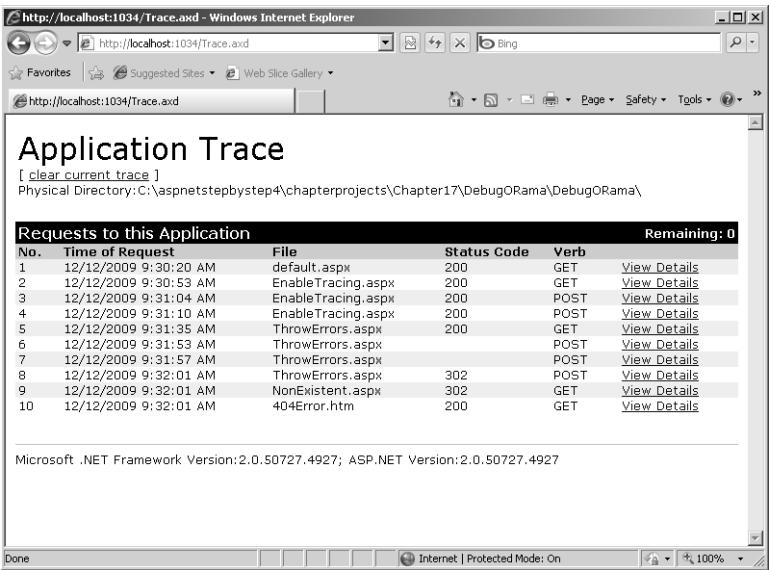 http://localhost:1034/Trace.axd - Windows Internet Explorer
http://localhost:1034/Trace.axd
Bing
Favorites Suggested Sites Web Slice Gallery
http://localhost:1034/Trace.axd Page Safety Tools
Application Trace
[ clear current trace ]
Physical Directory:C:\aspnetstepbystep4\chapterprojects\Chapter17\DebugORama\DebugORama\
Requests to this Application Remaining: 0
No. Time of Request File Status Code Verb
1 12/12/2009 9:30:20 AM default.aspx 200 GET View Details
2 12/12/2009 9:30:53 AM EnableTracing.aspx 200 GET View Details
3 12/12/2009 9:31:04 AM EnableTracing.aspx 200 POST View Details
4 12/12/2009 9:31:10 AM EnableTracing.aspx 200 POST View Details
5 12/12/2009 9:31:35 AM ThrowErrors.aspx 200 GET View Details
6 12/12/2009 9:31:53 AM ThrowErrors.aspx POST View Details
7 12/12/2009 9:31:57 AM ThrowErrors.aspx POST View Details
8 12/12/2009 9:32:01 AM ThrowErrors.aspx 302 POST View Details
9 12/12/2009 9:32:01 AM NonExistent.aspx 302 GET View Details
10 12/12/2009 9:32:01 AM 404Error.htm 200 GET View Details
Microsoft .NET Framework Version:2.0.50727.4927; ASP.NET Version:2.0.50727.4927
Done Internet | Protected Mode: On 100%